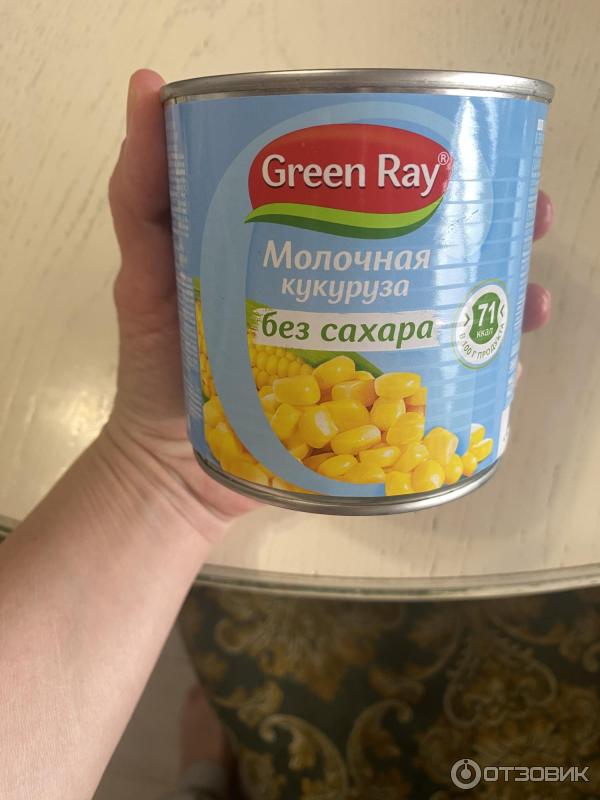 Green Ray®
Молочная
кукуруза
без сахара
71
ккал
В 100 Г ПРОДУКТА
ОТЗОВИК